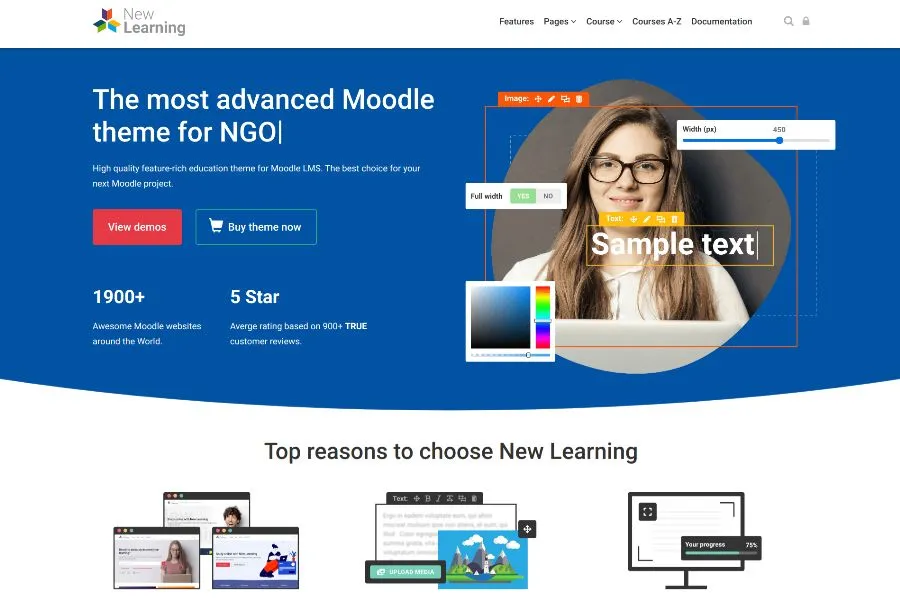 New
Learning
Features Pages Course Courses A-Z Documentation
The most advanced Moodle
theme for NGO|
High quality feature-rich education theme for Moodle LMS. The best choice for your
next Moodle project.
View demos
Buy theme now
1900+
Awesome Moodle websites
around the World.
5 Star
Averge rating based on 900+ TRUE
customer reviews.
Image:
Width (px) 450
Full width YES NO
Text:
Sample text
Top reasons to choose New Learning
Text: B I
UPLOAD MEDIA
Your progress 75%